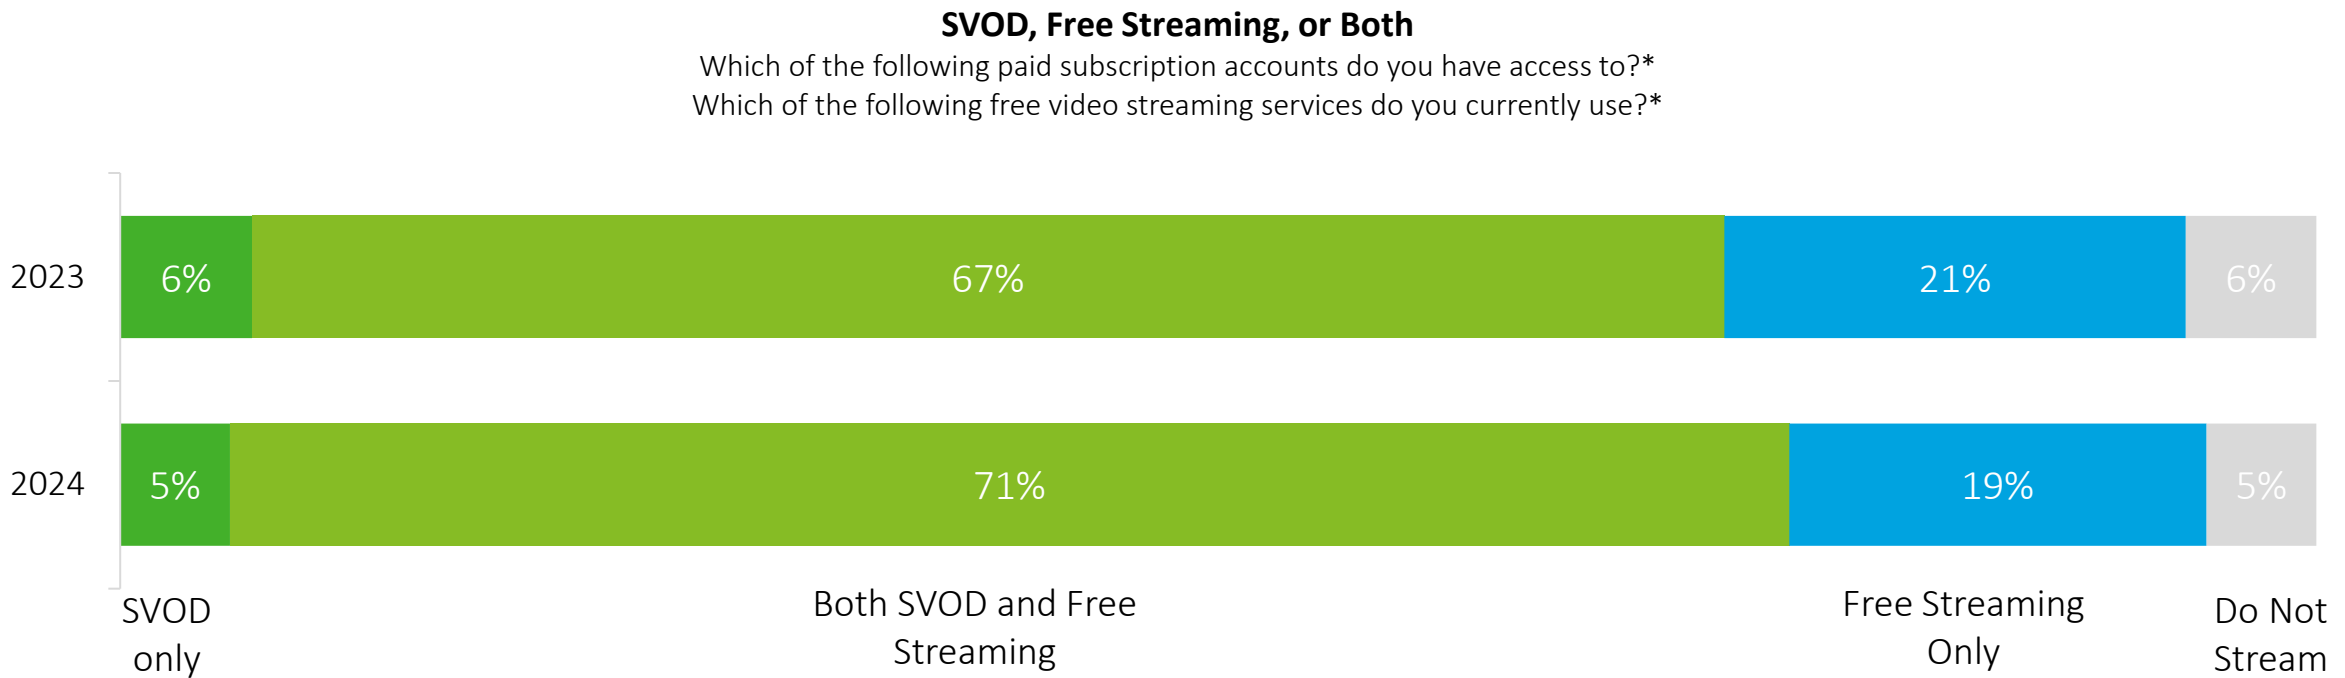 SVOD, Free Streaming, or Both
Which of the following paid subscription accounts do you have access to?*
Which of the following free video streaming services do you currently use?*
2023
6%
67%
21%
6%
2024
5%
71%
19%
5%
SVOD
only
Both SVOD and Free
Streaming
Free Streaming
Only
Do Not
Stream